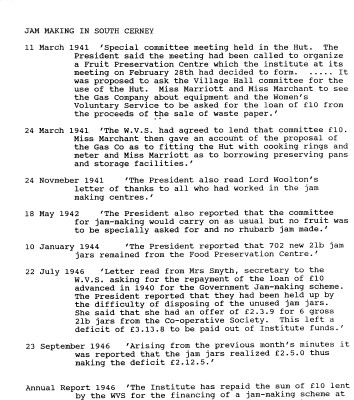 JAM MAKING IN SOUTH CERNEY
11 March 1941 'Special committee meeting held in the Hut. The
President said the meeting had been called to organize
a Fruit Preservation Centre which the institute at its
meeting on February 28th had decided to form. ..... It
was proposed to ask the Village Hall committee for the
use of the Hut. Miss Marriott and Miss Marchant to see
the Gas Company about equipment and the Women's
Voluntary Service to be asked for the loan of £10 from
the proceeds of the sale of waste paper.'
24 March 1941 'The W.V.S. had agreed to lend that committee £10.
Miss Marchant then gave an account of the proposal of
the Gas Co as to fitting the Hut with cooking rings and
meter and Miss Marriott as to borrowing preserving pans
and storage facilities.'
24 Novmeber 1941 'The President also read Lord Woolton's
letter of thanks to all who had worked in the jam
making centres.'
18 May 1942 'The President also reported that the committee
for jam-making would carry on as usual but no fruit was
to be specially asked for and no rhubarb jam made.'
10 January 1944 'The President reported that 702 new 2lb jam
jars remained from the Food Preservation Centre.'
22 July 1946 'Letter read from Mrs Smyth, secretary to the
W.V.S. asking for the repayment of the loan of £10
advanced in 1940 for the Government Jam-making scheme.
The President reported that they had been held up by
the difficulty of disposing of the unused jam jars.
She said that she had an offer of £2.3.9 for 6 gross
2lb jars from the Co-operative Society. This left a
deficit of £3.13.8 to be paid out of Institute funds.'
23 September 1946 'Arising from the previous month's minutes it
was reported that the jam jars realized £2.5.0 thus
making the deficit £2.12.5.'
Annual Report 1946 'The Institute has repaid the sum of £10 lent
by the WVS for the financing of a jam-making scheme at